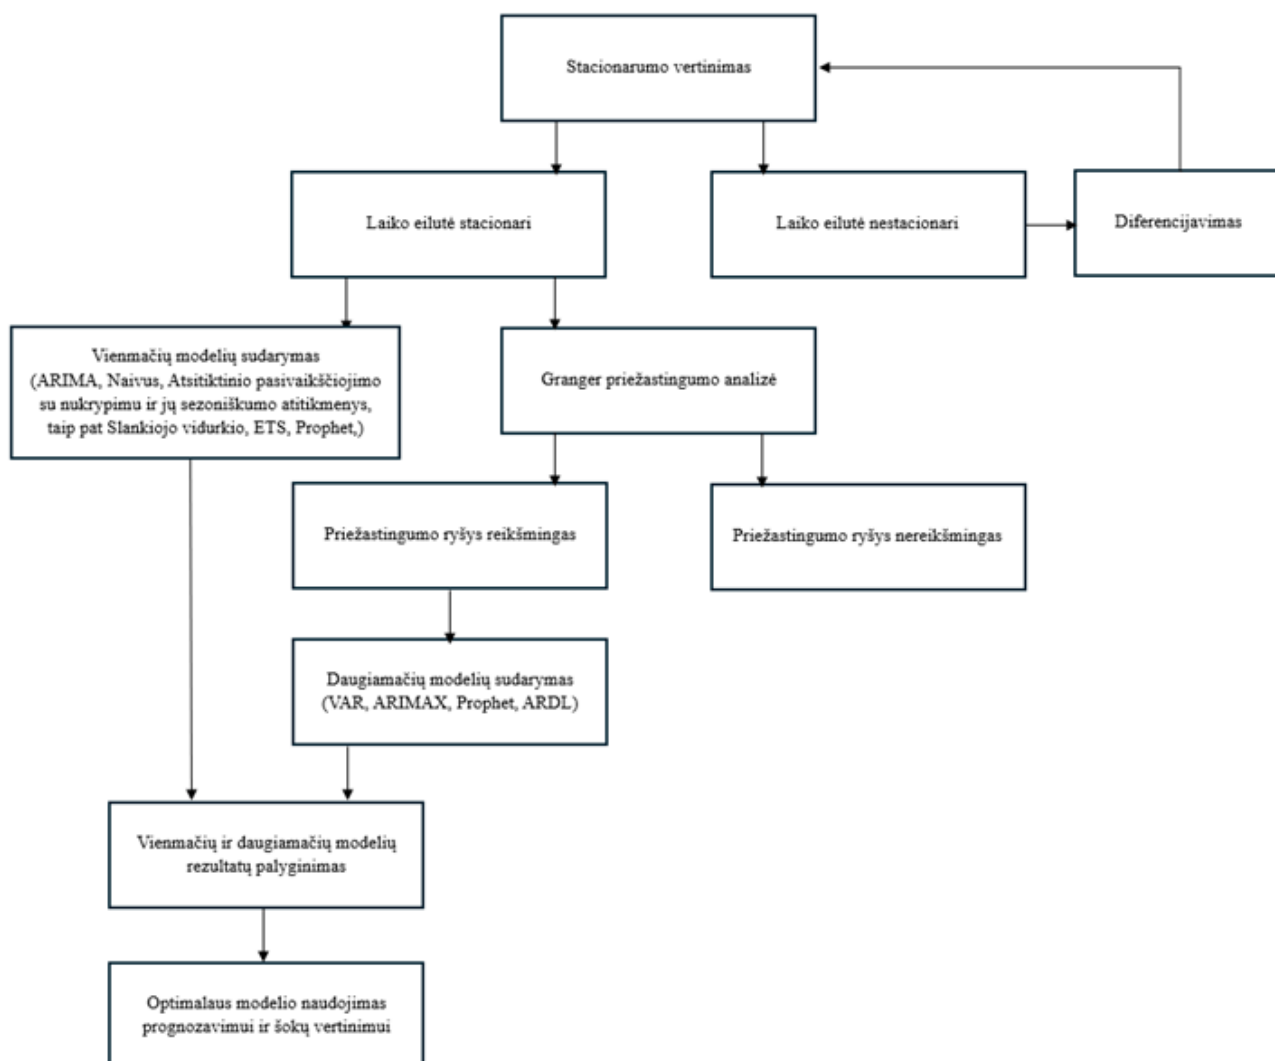 Stacionarumo vertinimas
Laiko eilutė stacionari
Laiko eilutė nestacionari
Diferencijavimas
Vienmačių modelių sudarymas
(ARIMA, Naivus, Atsitiktinio pasivaikščiojimo
su nukrypimu ir jų sezoniškumo atitikmenys,
taip pat Slankiojo vidurkio, ETS, Prophet,)
Granger priežastingumo analizė
Priežastingumo ryšys reikšmingas
Priežastingumo ryšys nereikšmingas
Daugiamačių modelių sudarymas
(VAR, ARIMAX, Prophet, ARDL)
Vienmačių ir daugiamačių modelių
rezultatų palyginimas
Optimalaus modelio naudojimas
prognozavimui ir šokų vertinimui